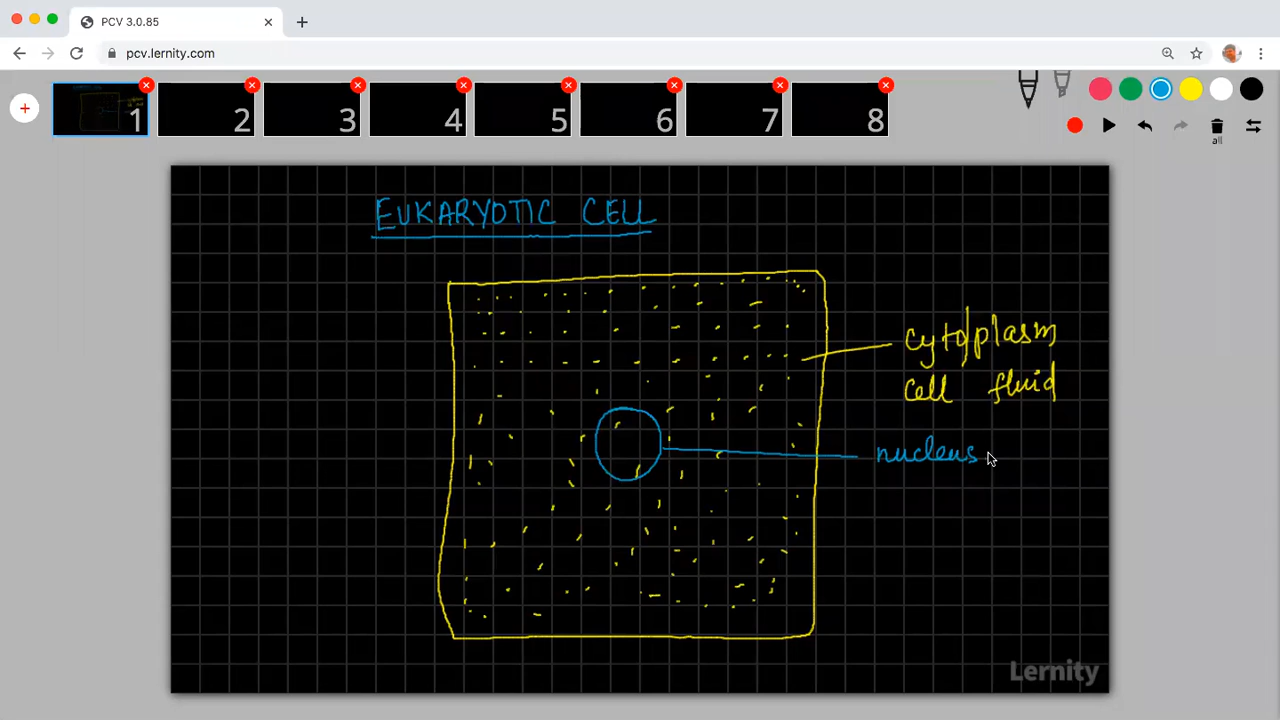 PCV 3.0.85
pcv.lernity.com
1 2 3 4 5 6 7 8
all
EUKARYOTIC CELL
cytoplasm
cell fluid
nucleus
Lernity